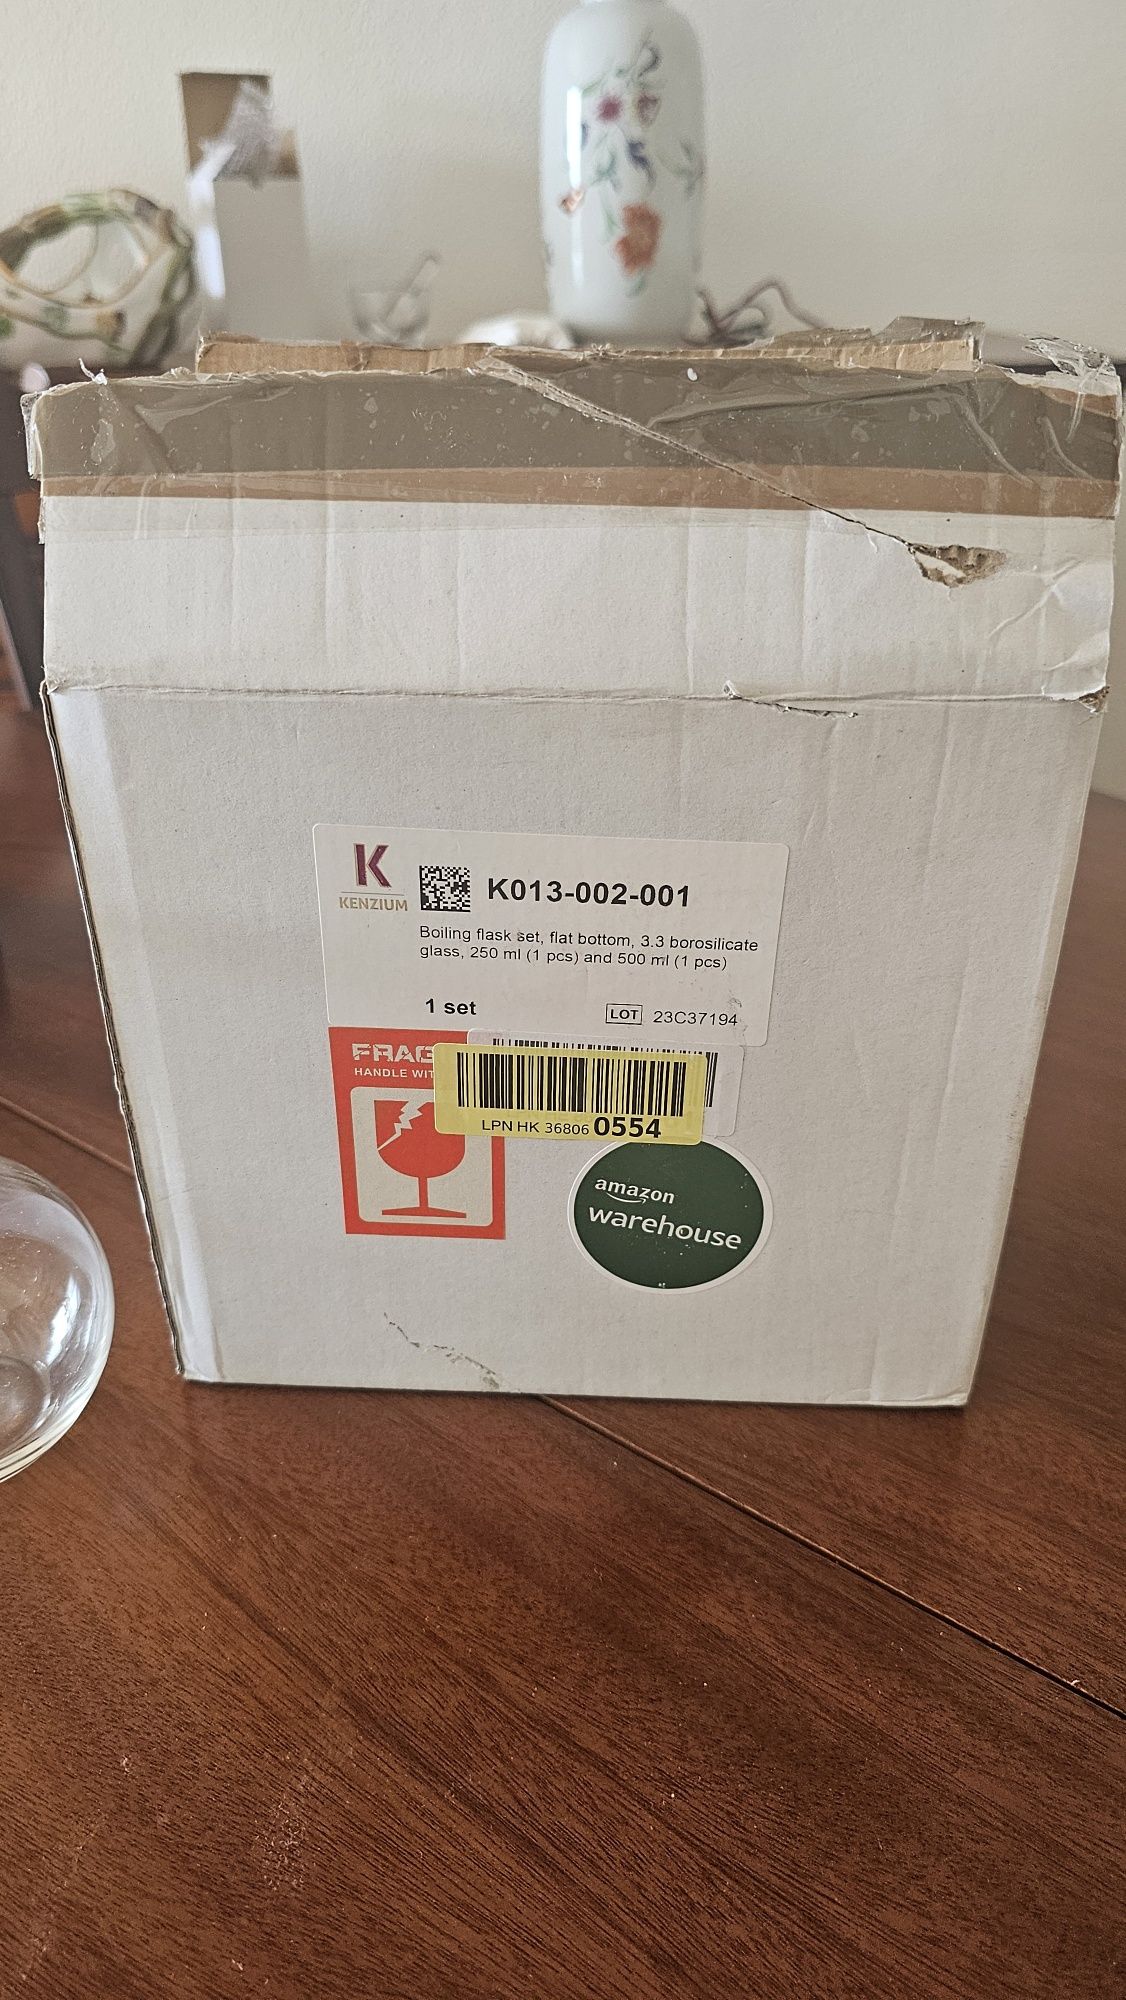 K
KENZIUM
K013-002-001
Boiling flask set, flat bottom, 3.3 borosilicate
glass, 250 ml (1 pcs) and 500 ml (1 pcs)
1 set
LOT 23C37194
FRAG
HANDLE WIT
LPN HK 36806 0554
amazon
warehouse